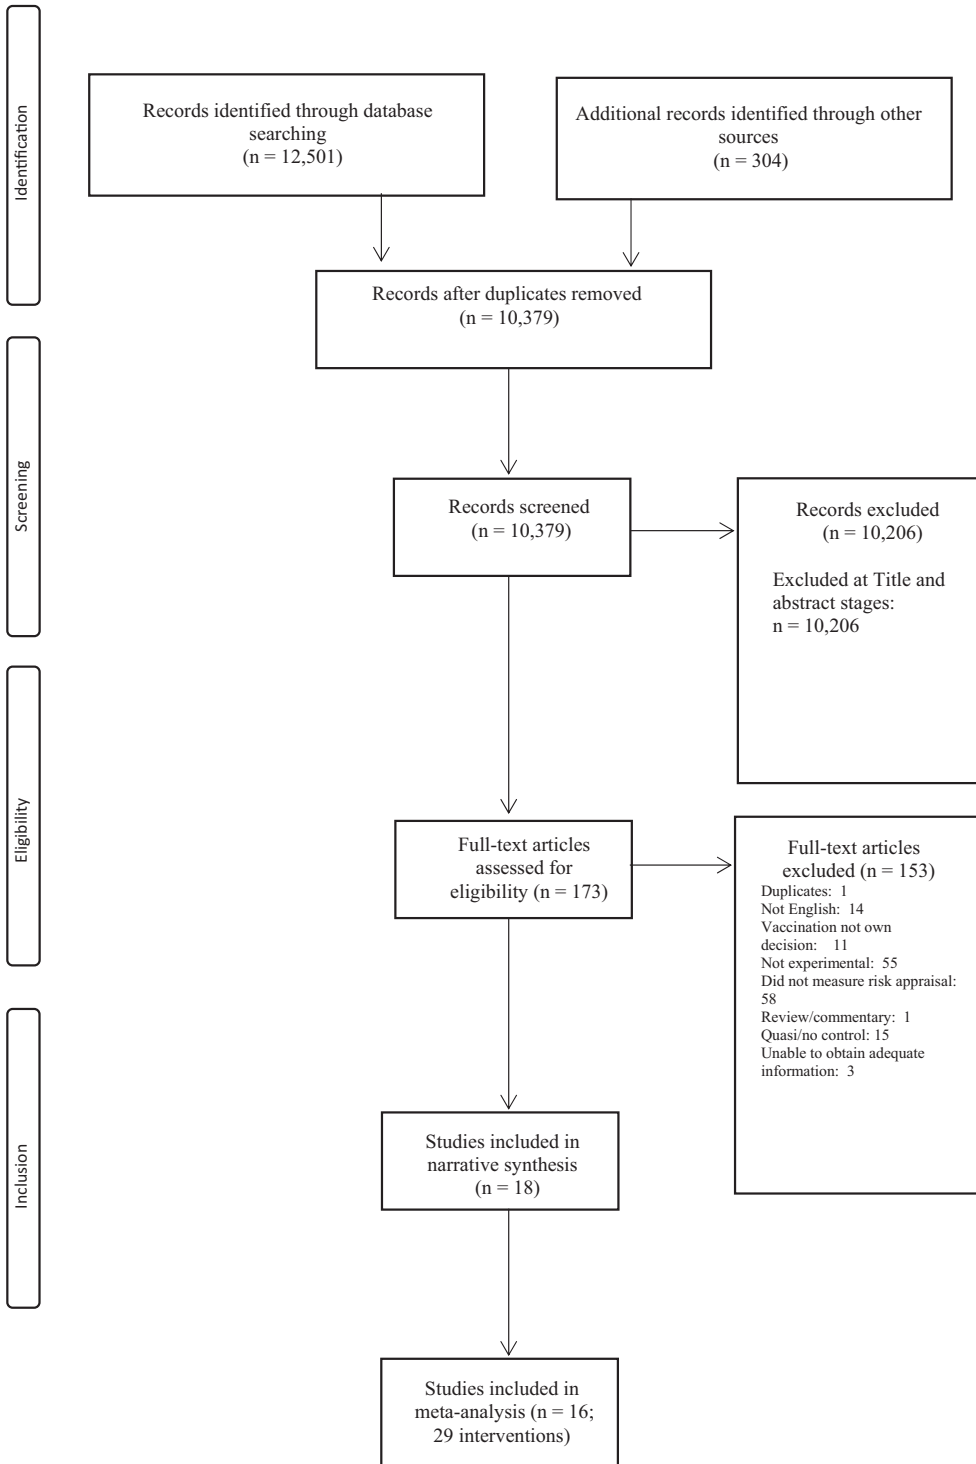 Identification
Records identified through database
searching
(n = 12,501)
Additional records identified through other
sources
(n = 304)
Records after duplicates removed
(n = 10,379)
Screening
Records screened
(n = 10,379)
Records excluded
(n = 10,206)
Excluded at Title and
abstract stages:
n = 10,206
Eligibility
Full-text articles
assessed for
eligibility (n = 173)
Full-text articles
excluded (n = 153)
Duplicates: 1
Not English: 14
Vaccination not own
decision: 11
Not experimental: 55
Did not measure risk appraisal:
58
Review/commentary: 1
Quasi/no control: 15
Unable to obtain adequate
information: 3
Inclusion
Studies included in
narrative synthesis
(n = 18)
Studies included in
meta-analysis (n = 16;
29 interventions)